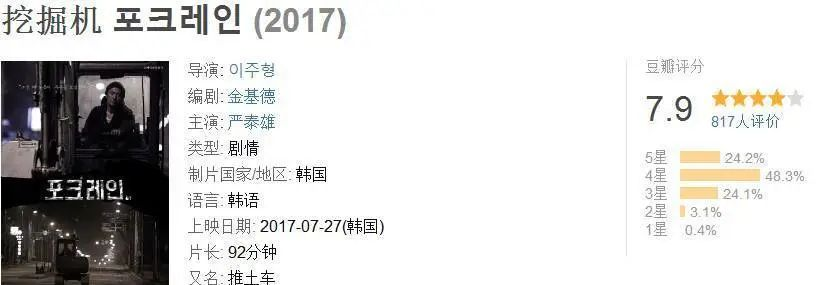 挖掘机 포크레인 (2017)
포크레인
导演: 이주형
编剧: 金基德
主演: 严泰雄
类型: 剧情
制片国家/地区: 韩国
语言: 韩语
上映日期: 2017-07-27(韩国)
片长: 92分钟
又名: 推土车
豆瓣评分
7.9
817人评价
5星 24.2%
4星 48.3%
3星 24.1%
2星 3.1%
1星 0.4%